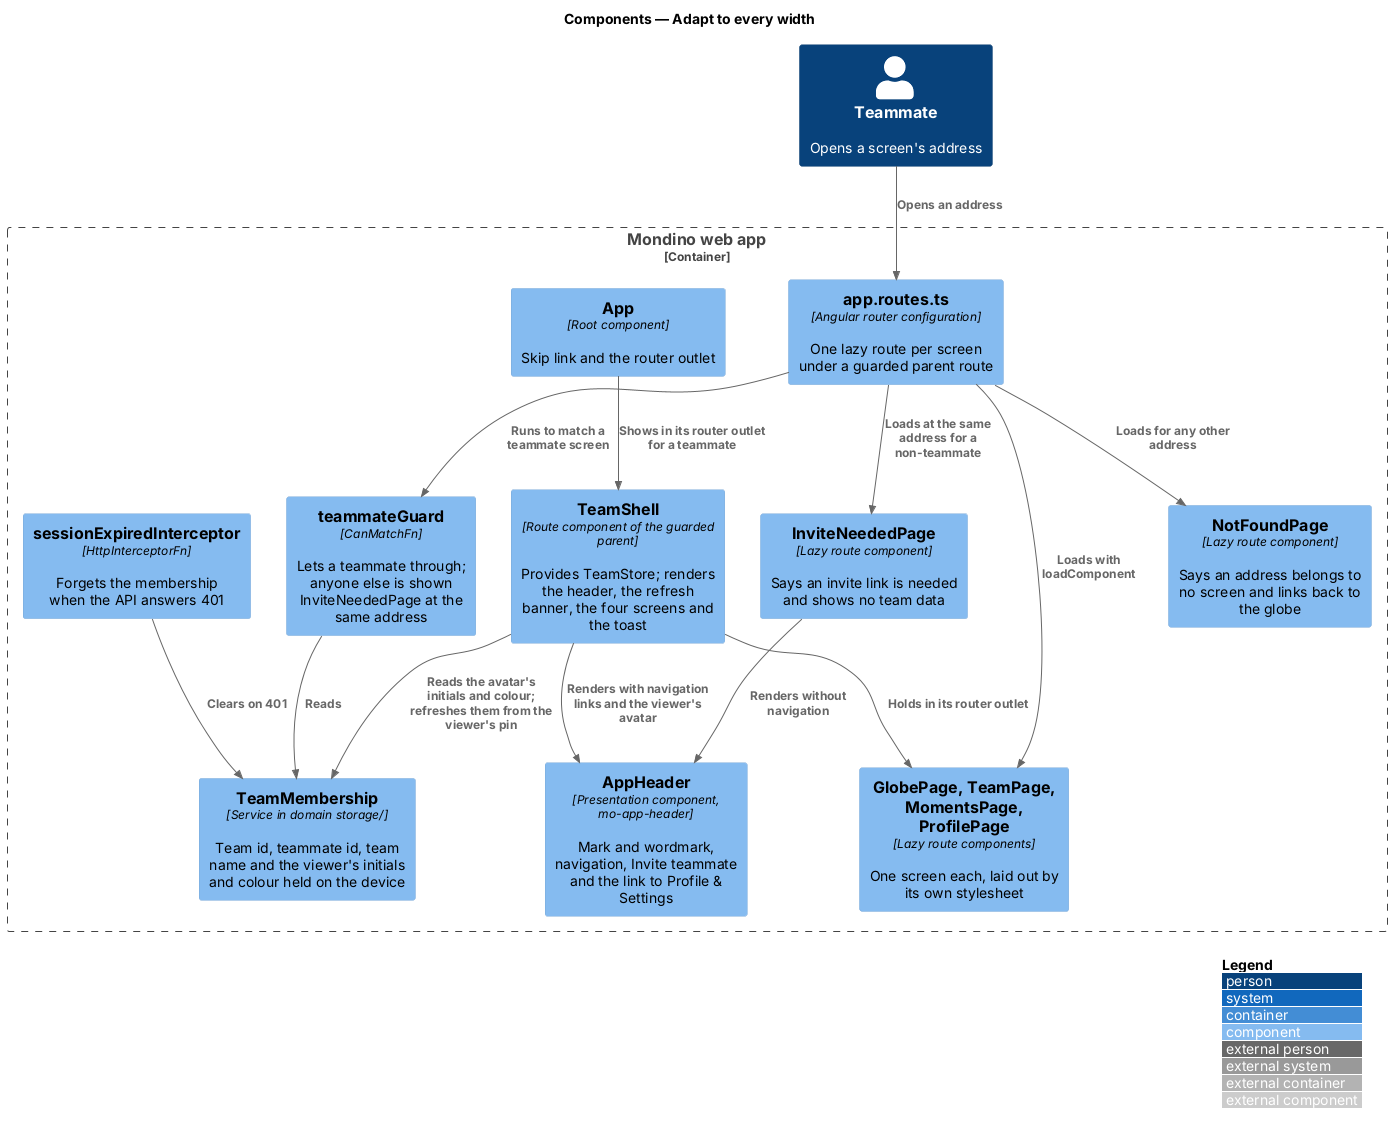 Components — Adapt to every width
Teammate
Opens a screen's address
Opens an address
Mondino web app
[Container]
App
[Root component]
Skip link and the router outlet
app.routes.ts
[Angular router configuration]
One lazy route per screen
under a guarded parent route
Runs to match a
teammate screen
Shows in its router outlet
for a teammate
Loads at the same
address for a
non-teammate
Loads for any other
address
Loads with
loadComponent
sessionExpiredInterceptor
[HttpInterceptorFn]
Forgets the membership
when the API answers 401
teammateGuard
[CanMatchFn]
Lets a teammate through;
anyone else is shown
InviteNeededPage at the
same address
TeamShell
[Route component of the guarded
parent]
Provides TeamStore; renders
the header, the refresh
banner, the four screens and
the toast
InviteNeededPage
[Lazy route component]
Says an invite link is needed
and shows no team data
NotFoundPage
[Lazy route component]
Says an address belongs to
no screen and links back to
the globe
Clears on 401
Reads
Reads the avatar's
initials and colour;
refreshes them from the
viewer's pin
Renders with navigation
links and the viewer's
avatar
Renders without
navigation
Holds in its router outlet
TeamMembership
[Service in domain storage/]
Team id, teammate id, team
name and the viewer's initials
and colour held on the device
AppHeader
[Presentation component,
mo-app-header]
Mark and wordmark,
navigation, Invite teammate
and the link to Profile &
Settings
GlobePage, TeamPage,
MomentsPage,
ProfilePage
[Lazy route components]
One screen each, laid out by
its own stylesheet
Legend
person
system
container
component
external person
external system
external container
external component